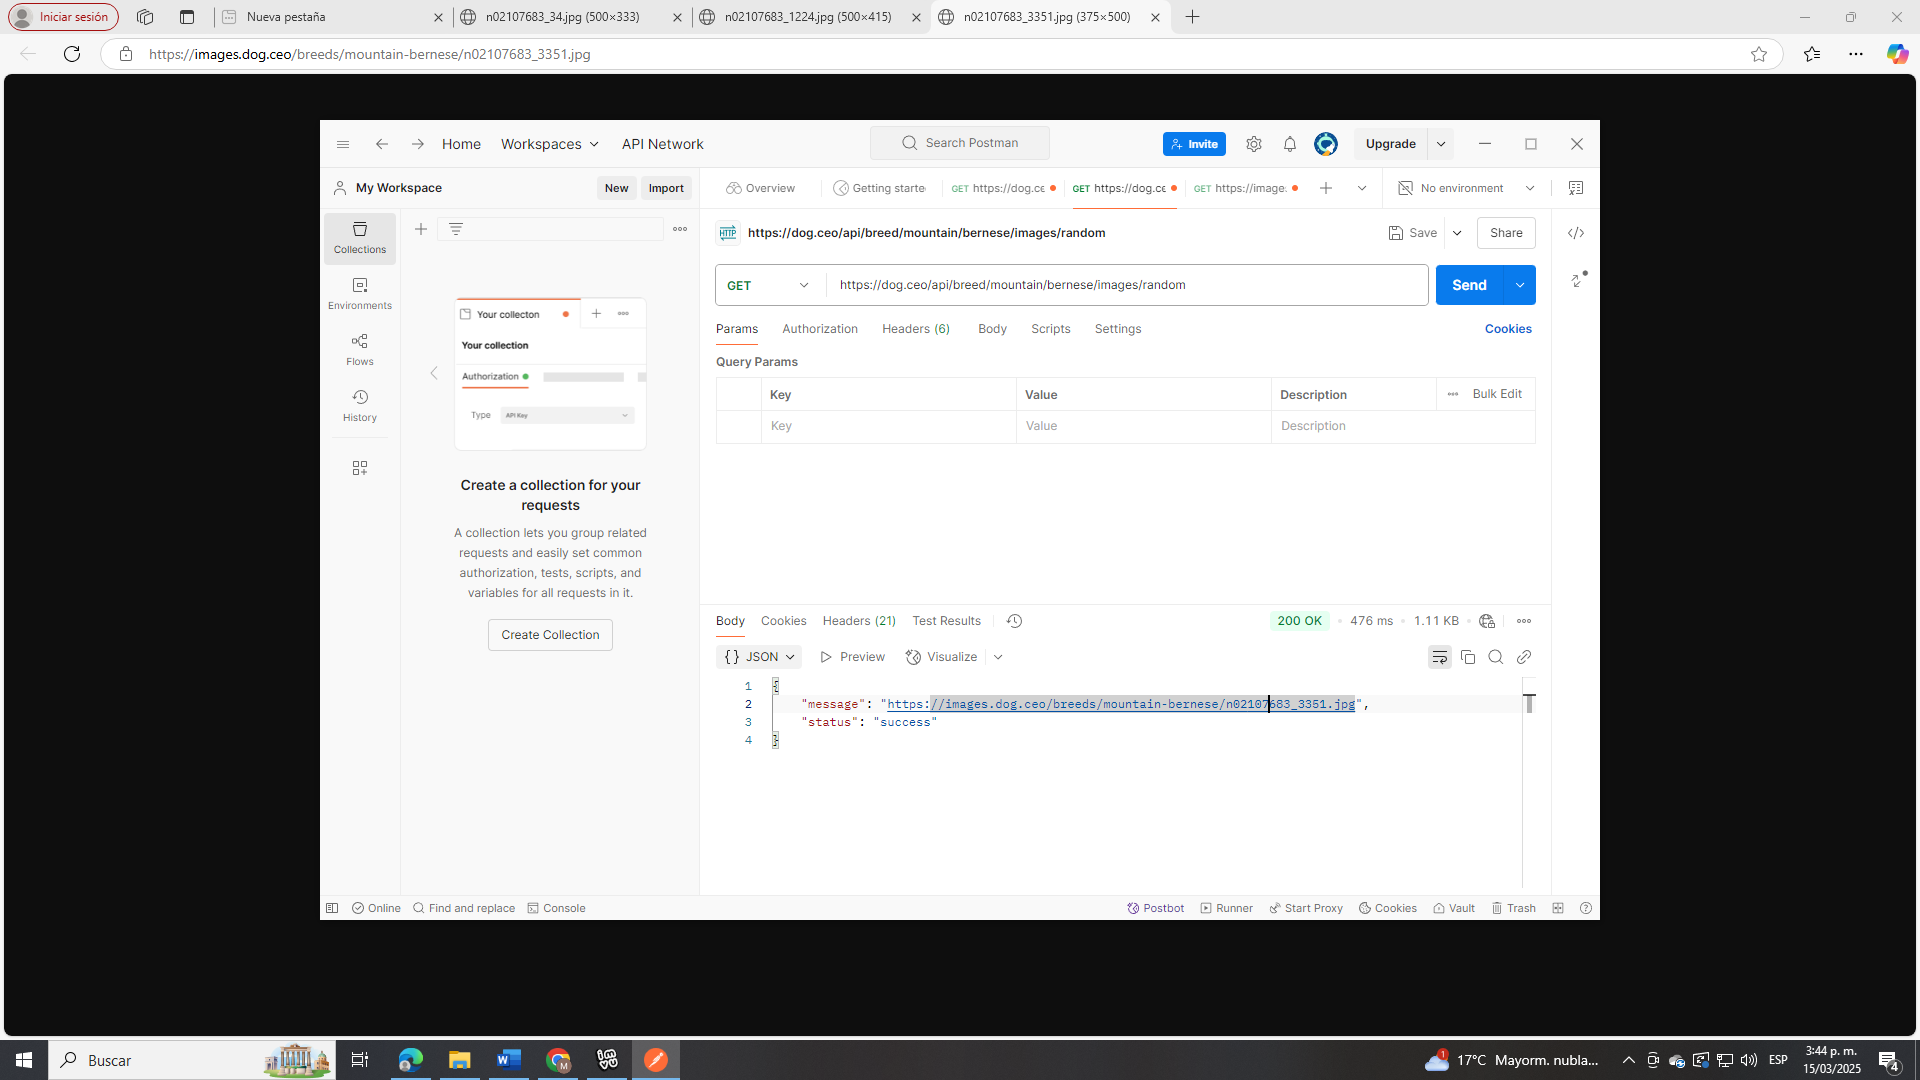 Iniciar sesión
Nueva pestaña
n02107683_34.jpg (500×333)
n02107683_1224.jpg (500×415)
n02107683_3351.jpg (375×500)
https://images.dog.ceo/breeds/mountain-bernese/n02107683_3351.jpg
Home Workspaces API Network
Search Postman
Invite
Upgrade
My Workspace
New Import
Overview
Getting starte
GET https://dog.ce
GET https://dog.ce
GET https://image.
No environment
Collections
Environments
Flows
History
Your collecton
Your collection
Authorization
Type API Key
Create a collection for your
requests
A collection lets you group related
requests and easily set common
authorization, tests, scripts, and
variables for all requests in it.
Create Collection
HTTP https://dog.ceo/api/breed/mountain/bernese/images/random
Save Share
GET https://dog.ceo/api/breed/mountain/bernese/images/random
Send
Params Authorization Headers (6) Body Scripts Settings Cookies
Query Params
Key Value Description Bulk Edit
Key Value Description
Body Cookies Headers (21) Test Results
200 OK • 476 ms • 1.11 KB
{} JSON Preview Visualize
1 {
2 "message": "https://images.dog.ceo/breeds/mountain-bernese/n02107683_3351.jpg",
3 "status": "success"
4 }
Online Find and replace Console
Postbot Runner Start Proxy Cookies Vault Trash
Buscar
1
17°C Mayorm. nubla...
ESP
3:44 p. m.
15/03/2025
4